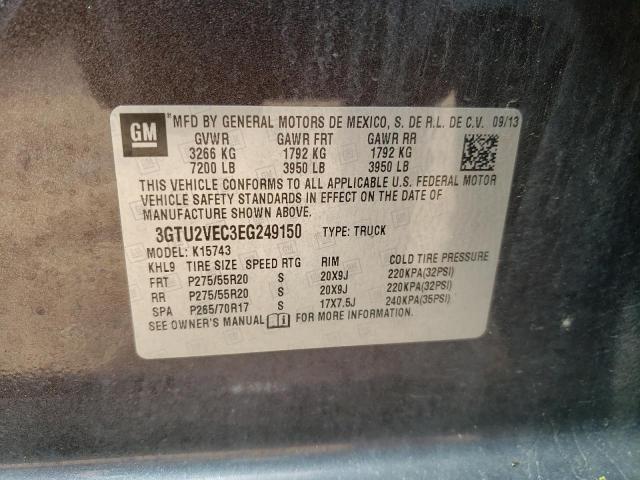 GM
*MFD BY GENERAL MOTORS DE MEXICO, S. DE R.L. DE C.V. 09/13
GVWR GAWR FRT GAWR RR
3266 KG 1792 KG 1792 KG
7200 LB 3950 LB 3950 LB
THIS VEHICLE CONFORMS TO ALL APPLICABLE U.S. FEDERAL MOTOR
VEHICLE SAFETY STANDARDS IN EFFECT ON THE DATE OF
MANUFACTURE SHOWN ABOVE.
3GTU2VEC3EG249150 TYPE: TRUCK
MODEL: K15743
KHL9 TIRE SIZE SPEED RTG RIM COLD TIRE PRESSURE
FRT P275/55R20 S 20X9J 220KPA(32PSI)
RR P275/55R20 S 20X9J 220KPA(32PSI)
SPA P265/70R17 S 17X7.5J 240KPA(35PSI)
SEE OWNER'S MANUAL FOR MORE INFORMATION.